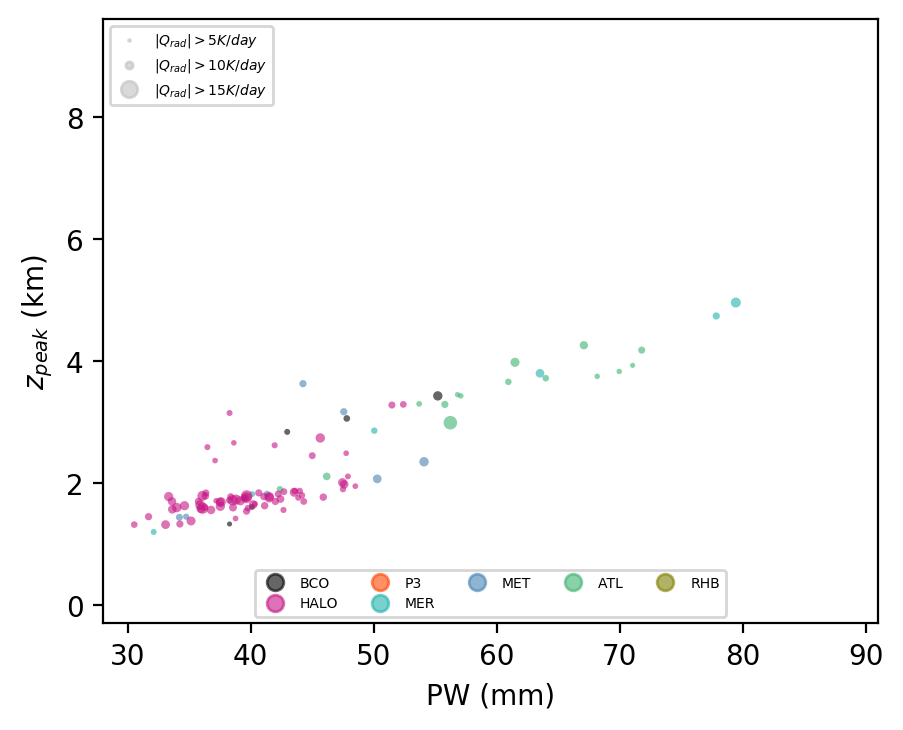 |Q_rad| > 5K/day
|Q_rad| > 10K/day
|Q_rad| > 15K/day
8
6
4
2
0
z_peak (km)
BCO P3 MET ATL RHB
HALO MER
30 40 50 60 70 80 90
PW (mm)